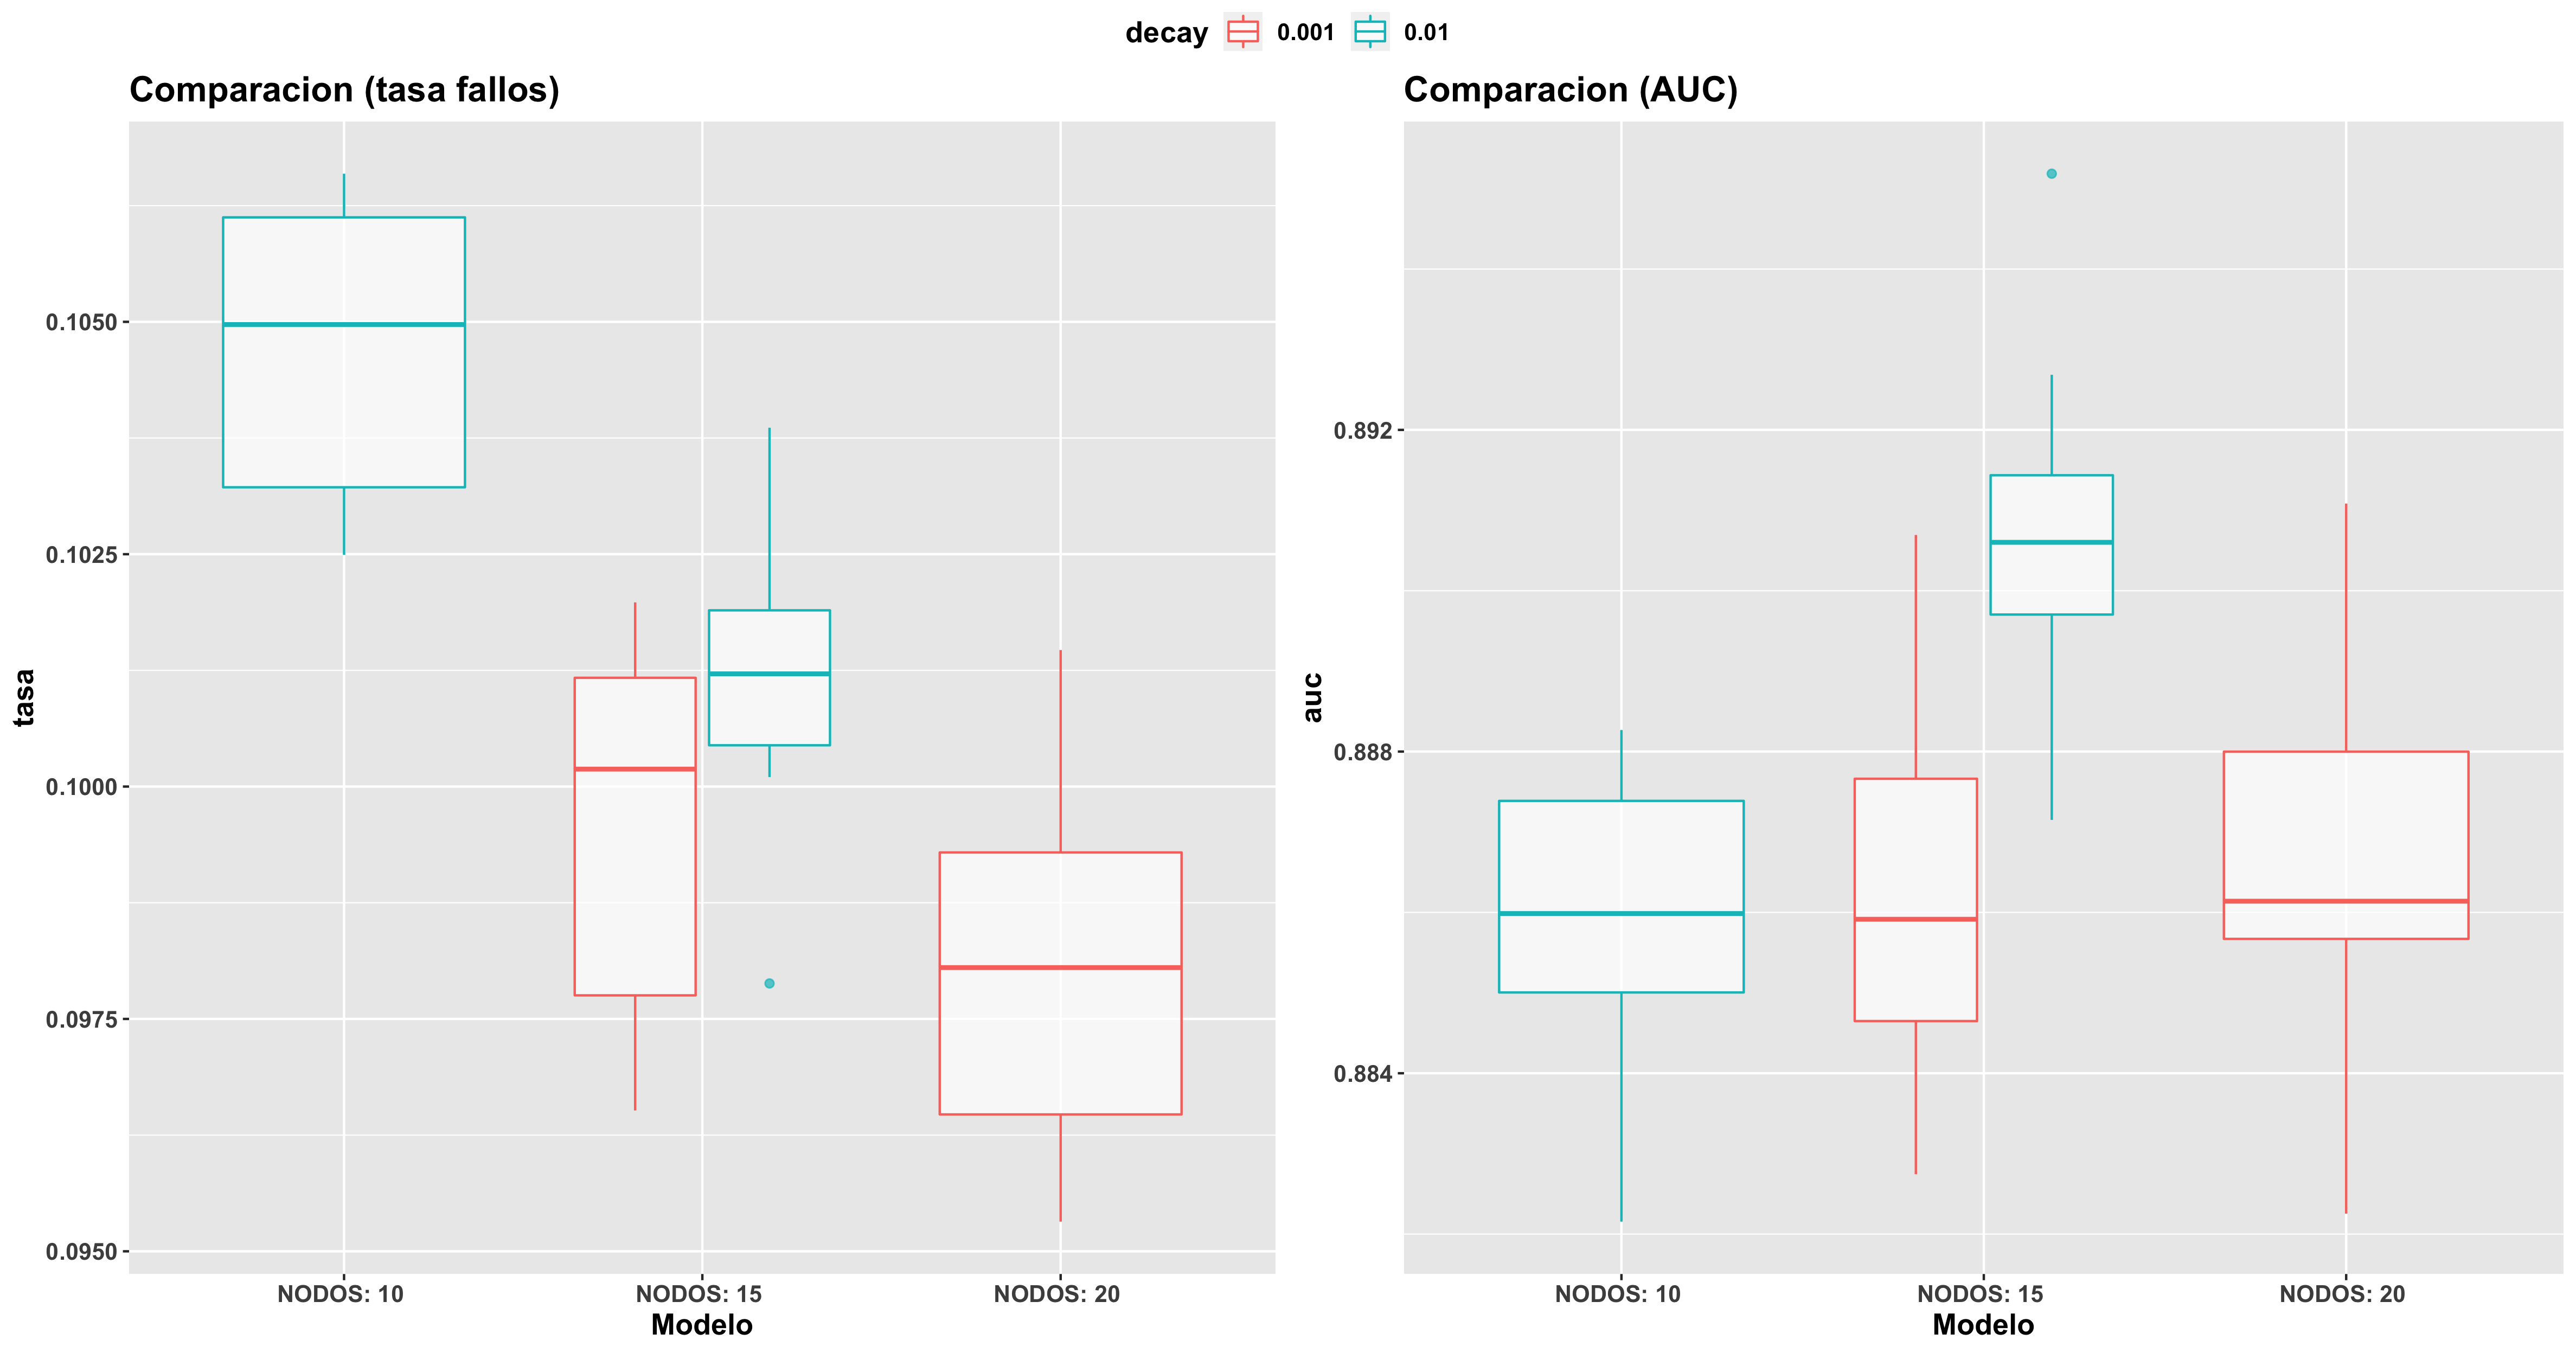 decay 0.001 0.01
Comparacion (tasa fallos)
0.1050
0.1025
0.1000
0.0975
0.0950
tasa
NODOS: 10 NODOS: 15 NODOS: 20
Modelo
Comparacion (AUC)
0.892
0.888
0.884
auc
NODOS: 10 NODOS: 15 NODOS: 20
Modelo